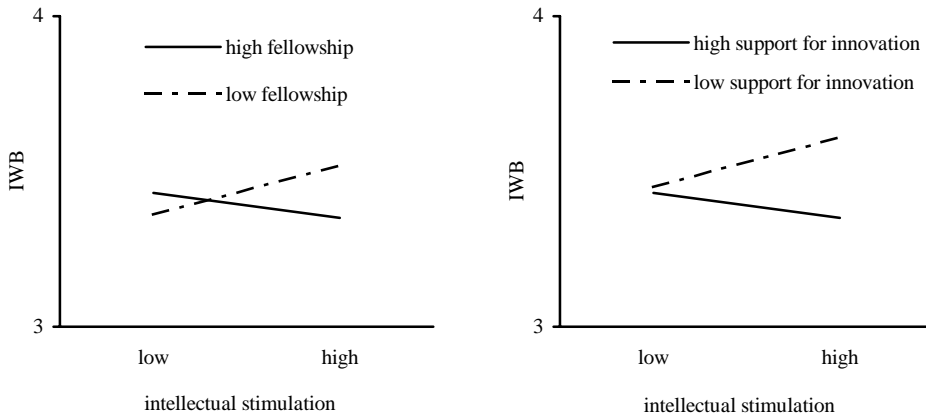 4
high fellowship
low fellowship
IWB
3
low high
intellectual stimulation
4
high support for innovation
low support for innovation
IWB
3
low high
intellectual stimulation